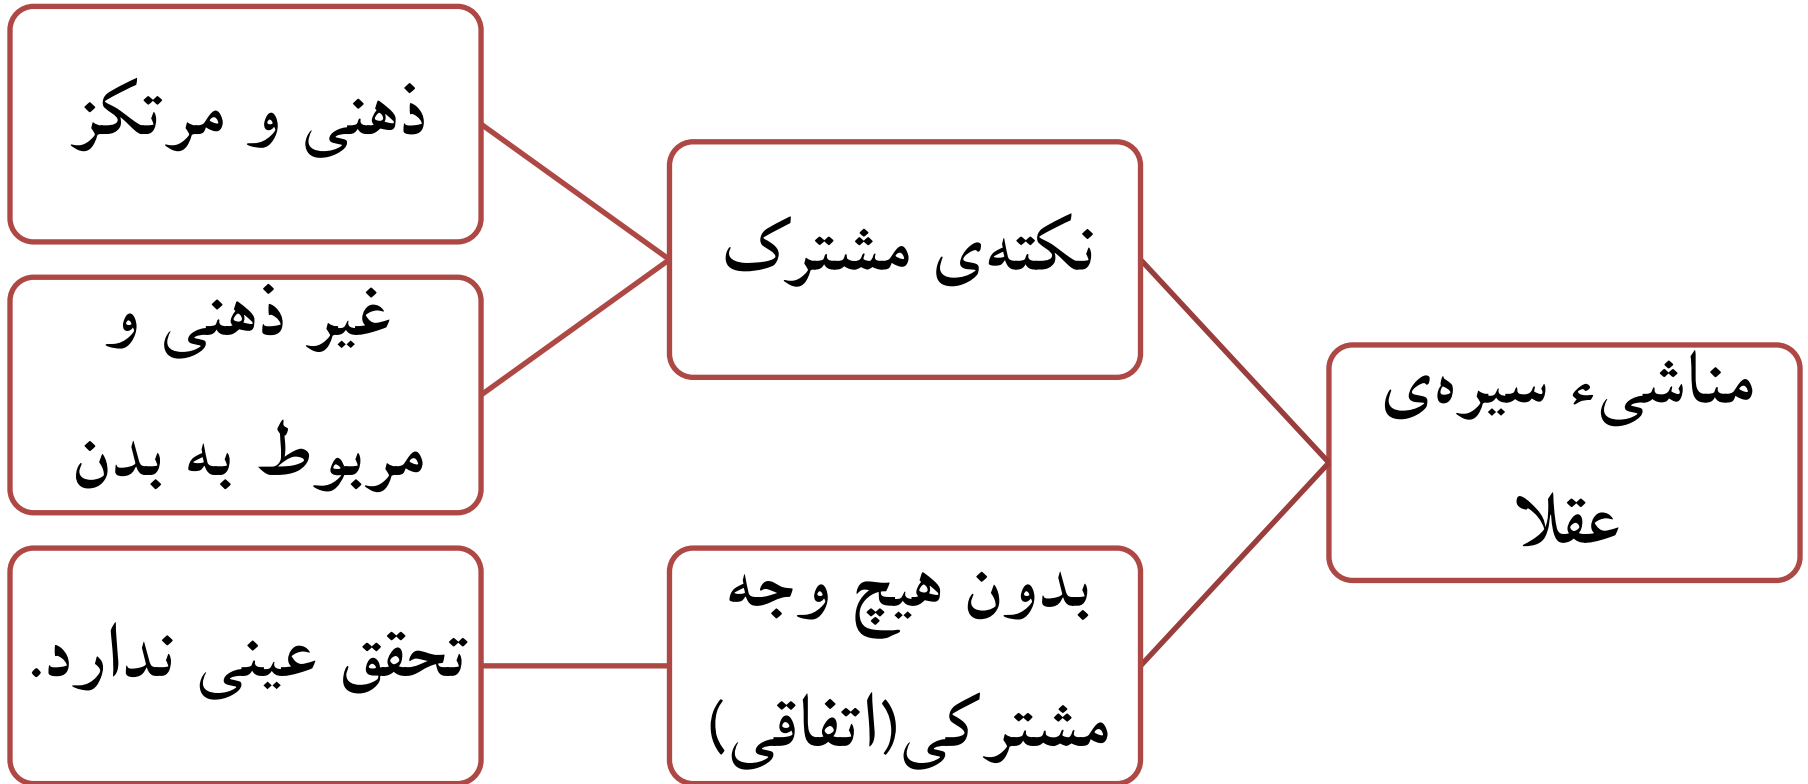 مناشیء سیره‌ی
عقلا
نکته‌ی مشترک
ذهنی و مرتکز
غیر ذهنی و
مربوط به بدن
بدون هیچ وجه
مشترکی(اتفاقی)
تحقق عینی ندارد.